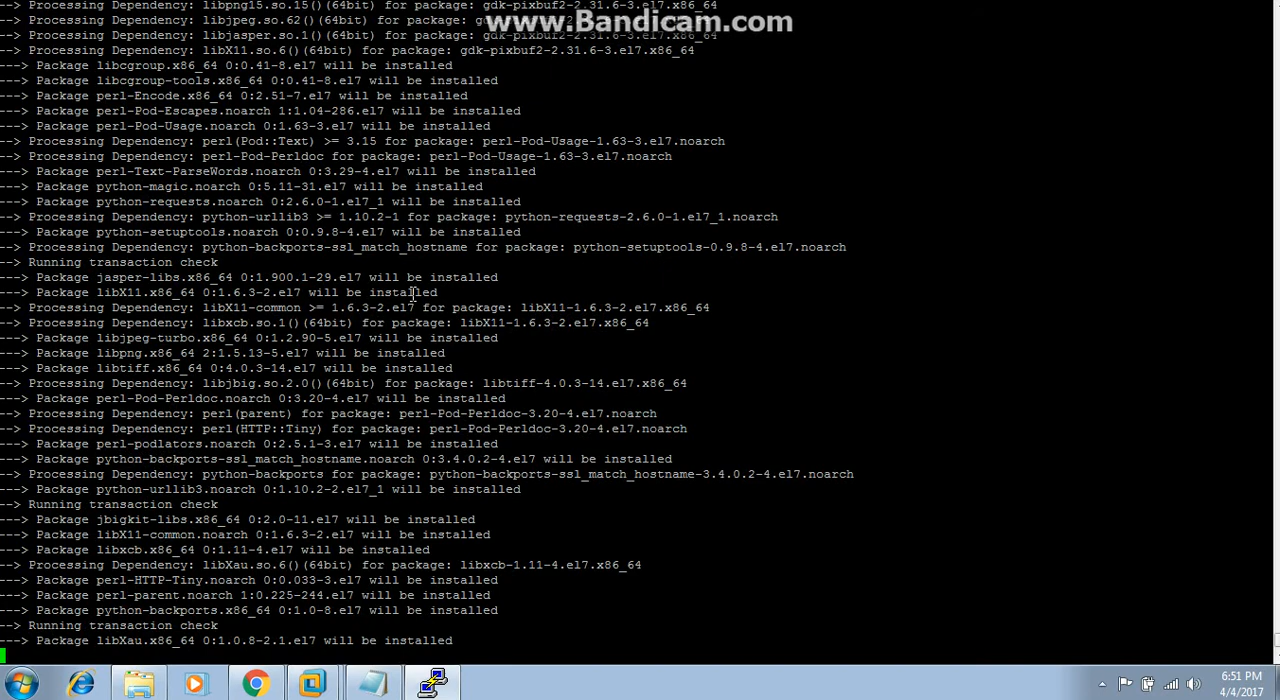 --> Processing Dependency: libpng15.so.15()(64bit) for package: gdk-pixbuf2-2.31.6-3.el7.x86_64
www.Bandicam.com
--> Processing Dependency: libjpeg.so.62()(64bit) for package: gdk-pixbuf2-2.31.6-3.el7.x86_64
--> Processing Dependency: libjasper.so.1()(64bit) for package: gdk-pixbuf2-2.31.6-3.el7.x86_64
--> Processing Dependency: libX11.so.6()(64bit) for package: gdk-pixbuf2-2.31.6-3.el7.x86_64
---> Package libcgroup.x86_64 0:0.41-8.el7 will be installed
---> Package libcgroup-tools.x86_64 0:0.41-8.el7 will be installed
---> Package perl-Encode.x86_64 0:2.51-7.el7 will be installed
---> Package perl-Pod-Escapes.noarch 1:1.04-286.el7 will be installed
---> Package perl-Pod-Usage.noarch 0:1.63-3.el7 will be installed
--> Processing Dependency: perl(Pod::Text) >= 3.15 for package: perl-Pod-Usage-1.63-3.el7.noarch
--> Processing Dependency: perl-Pod-Perldoc for package: perl-Pod-Usage-1.63-3.el7.noarch
---> Package perl-Text-ParseWords.noarch 0:3.29-4.el7 will be installed
---> Package python-magic.noarch 0:5.11-31.el7 will be installed
---> Package python-requests.noarch 0:2.6.0-1.el7_1 will be installed
--> Processing Dependency: python-urllib3 >= 1.10.2-1 for package: python-requests-2.6.0-1.el7_1.noarch
---> Package python-setuptools.noarch 0:0.9.8-4.el7 will be installed
--> Processing Dependency: python-backports-ssl_match_hostname for package: python-setuptools-0.9.8-4.el7.noarch
--> Running transaction check
---> Package jasper-libs.x86_64 0:1.900.1-29.el7 will be installed
---> Package libX11.x86_64 0:1.6.3-2.el7 will be installed
--> Processing Dependency: libX11-common >= 1.6.3-2.el7 for package: libX11-1.6.3-2.el7.x86_64
--> Processing Dependency: libxcb.so.1()(64bit) for package: libX11-1.6.3-2.el7.x86_64
---> Package libjpeg-turbo.x86_64 0:1.2.90-5.el7 will be installed
---> Package libpng.x86_64 2:1.5.13-5.el7 will be installed
---> Package libtiff.x86_64 0:4.0.3-14.el7 will be installed
--> Processing Dependency: libjbig.so.2.0()(64bit) for package: libtiff-4.0.3-14.el7.x86_64
---> Package perl-Pod-Perldoc.noarch 0:3.20-4.el7 will be installed
--> Processing Dependency: perl(parent) for package: perl-Pod-Perldoc-3.20-4.el7.noarch
--> Processing Dependency: perl(HTTP::Tiny) for package: perl-Pod-Perldoc-3.20-4.el7.noarch
---> Package perl-podlators.noarch 0:2.5.1-3.el7 will be installed
---> Package python-backports-ssl_match_hostname.noarch 0:3.4.0.2-4.el7 will be installed
--> Processing Dependency: python-backports for package: python-backports-ssl_match_hostname-3.4.0.2-4.el7.noarch
---> Package python-urllib3.noarch 0:1.10.2-2.el7_1 will be installed
--> Running transaction check
---> Package jbigkit-libs.x86_64 0:2.0-11.el7 will be installed
---> Package libX11-common.noarch 0:1.6.3-2.el7 will be installed
---> Package libxcb.x86_64 0:1.11-4.el7 will be installed
--> Processing Dependency: libXau.so.6()(64bit) for package: libxcb-1.11-4.el7.x86_64
---> Package perl-HTTP-Tiny.noarch 0:0.033-3.el7 will be installed
---> Package perl-parent.noarch 1:0.225-244.el7 will be installed
---> Package python-backports.x86_64 0:1.0-8.el7 will be installed
--> Running transaction check
---> Package libXau.x86_64 0:1.0.8-2.1.el7 will be installed
6:51 PM
4/4/2017